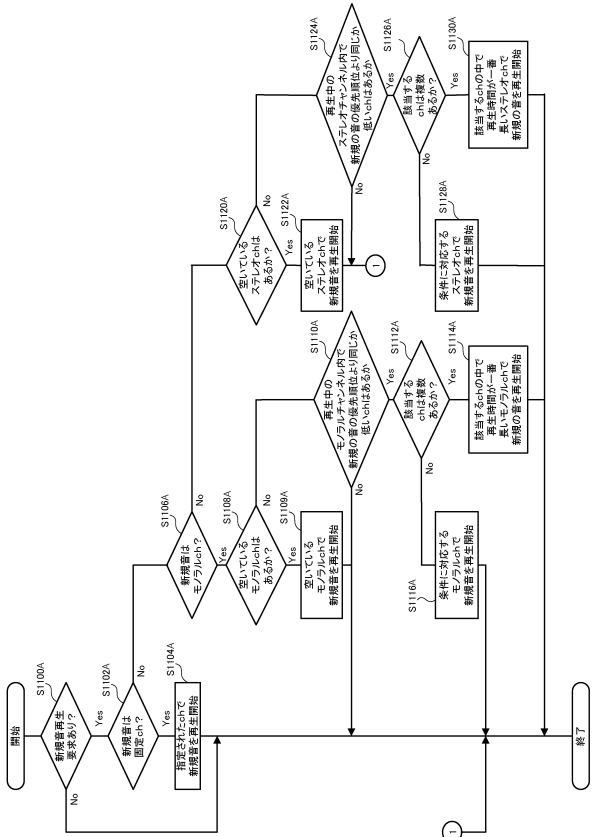 開始
S1100A
新規音再生
要求あり?
Yes
No
S1102A
新規音は
固定ch?
Yes
No
S1104A
指定されたchで
新規音を再生開始
S1106A
新規音は
モノラルch?
Yes
No
S1108A
空いている
モノラルchは
あるか?
Yes
No
S1109A
空いている
モノラルchで
新規音を再生開始
S1110A
再生中の
モノラルチャンネル内で
新規の音の優先順位より同じか
低いchはあるか
Yes
No
S1112A
該当する
chは複数
あるか?
Yes
No
S1114A
該当するchの中で
再生時間が一番
長いモノラルchで
新規の音を再生開始
S1116A
条件に対応する
モノラルchで
新規音を再生開始
S1120A
空いている
ステレオchは
あるか?
Yes
No
S1122A
空いている
ステレオchで
新規音を再生開始
1
S1124A
再生中の
ステレオチャンネル内で
新規の音の優先順位より同じか
低いchはあるか
Yes
No
S1126A
該当する
chは複数
あるか?
Yes
No
S1128A
条件に対応する
ステレオchで
新規音を再生開始
S1130A
該当するchの中で
再生時間が一番
長いステレオchで
新規の音を再生開始
1
終了